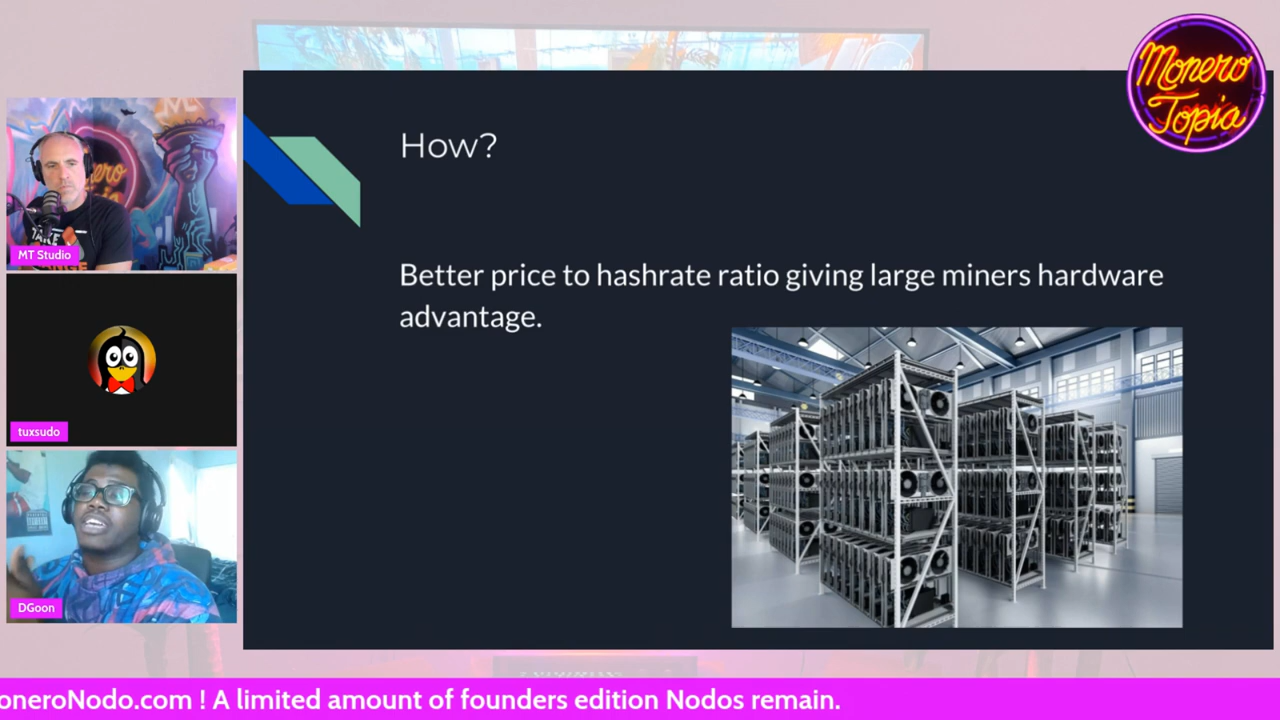 Monero
Topia
How?
Better price to hashrate ratio giving large miners hardware
advantage.
MT Studio
tuxsudo
DGoon
oneroNodo.com ! A limited amount of founders edition Nodos remain.